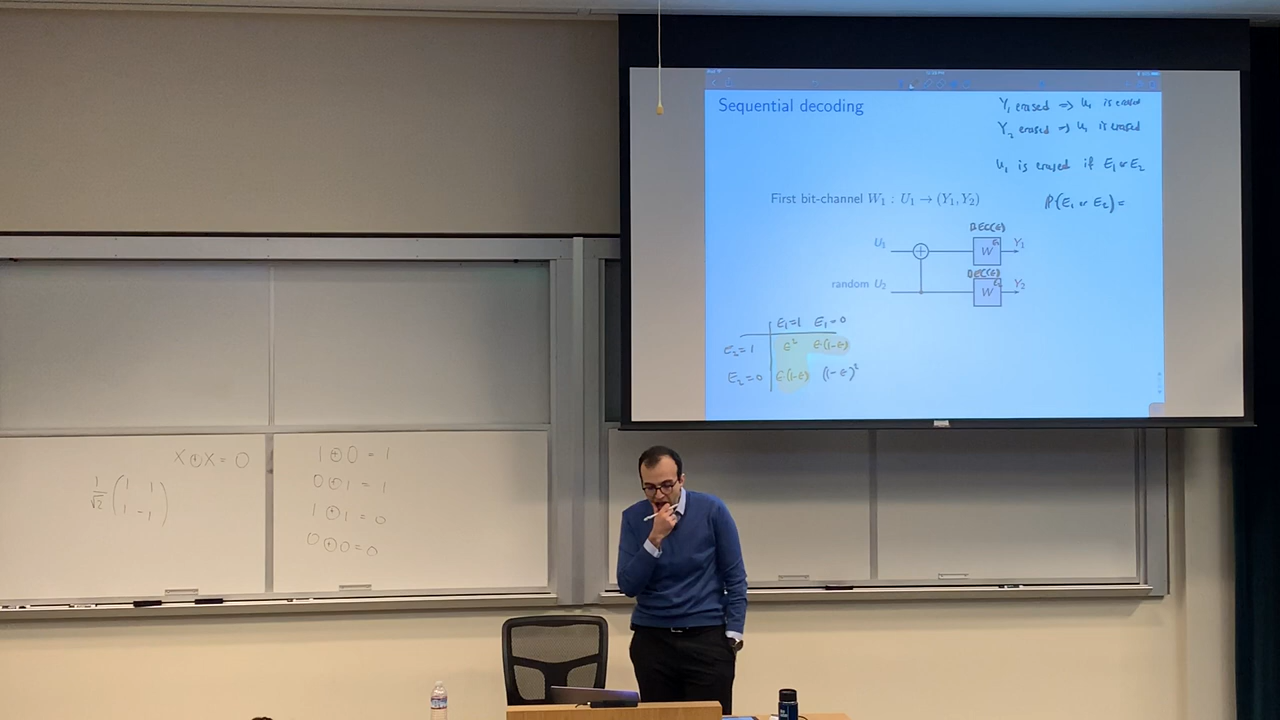 Sequential decoding
Y₁ erased ⇒ u₁ is erased
Y₂ erased ⇒ u₁ is erased
u₁ is erased if E₁ or E₂
First bit-channel W₁ : U₁ → (Y₁, Y₂)
ℙ(E₁ or E₂) =
BEC(ϵ)
U₁ W Y₁
BEC(ϵ)
random U₂ W Y₂
E₁=1 E₁=0
E₂=1 ϵ² ϵ(1-ϵ)
E₂=0 ϵ(1-ϵ) (1-ϵ)²
X⊕X=0
1/√2 (1 1
1 -1)
1⊕0=1
0⊕1=1
1⊕1=0
0⊕0=0